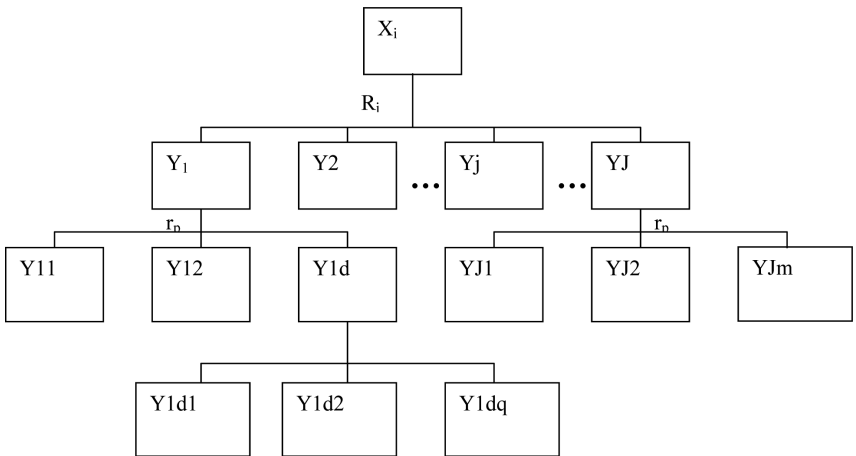 Xᵢ
Rᵢ
Y₁ Y2 Yj YJ
... ...
rₚ rₚ
Y11 Y12 Y1d YJ1 YJ2 YJm
Y1d1 Y1d2 Y1dq